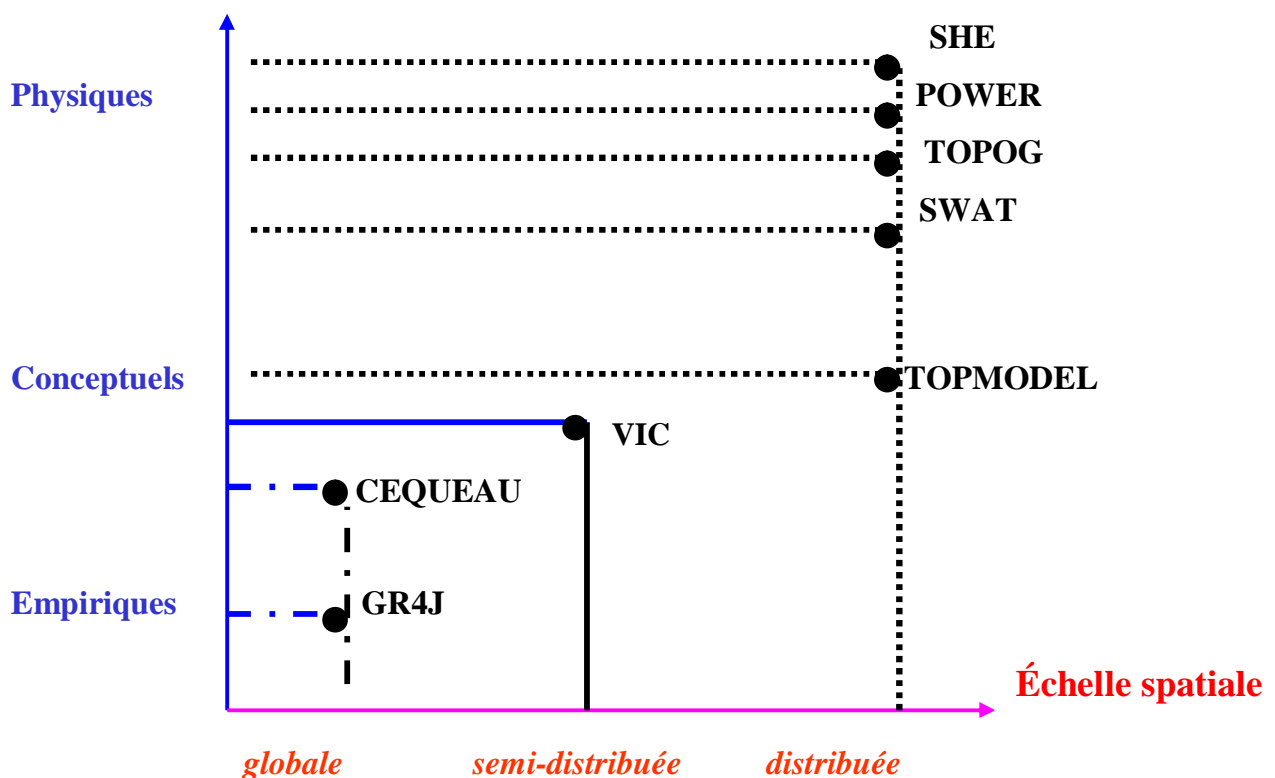 SHE
Physiques
POWER
TOPOG
SWAT
Conceptuels
TOPMODEL
VIC
CEQUEAU
Empiriques
GR4J
Échelle spatiale
globale
semi-distribuée
distribuée